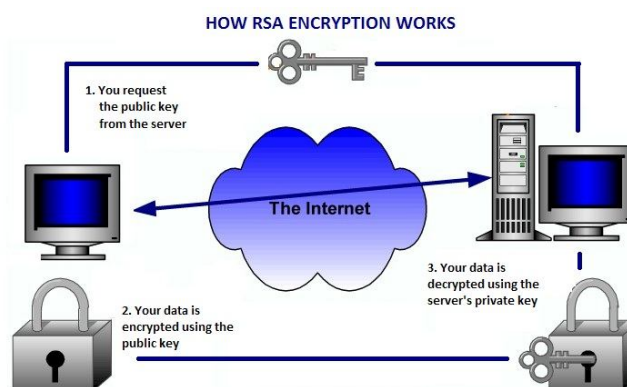 HOW RSA ENCRYPTION WORKS
1. You request
the public key
from the server
The Internet
3. Your data is
decrypted using the
server's private key
2. Your data is
encrypted using the
public key